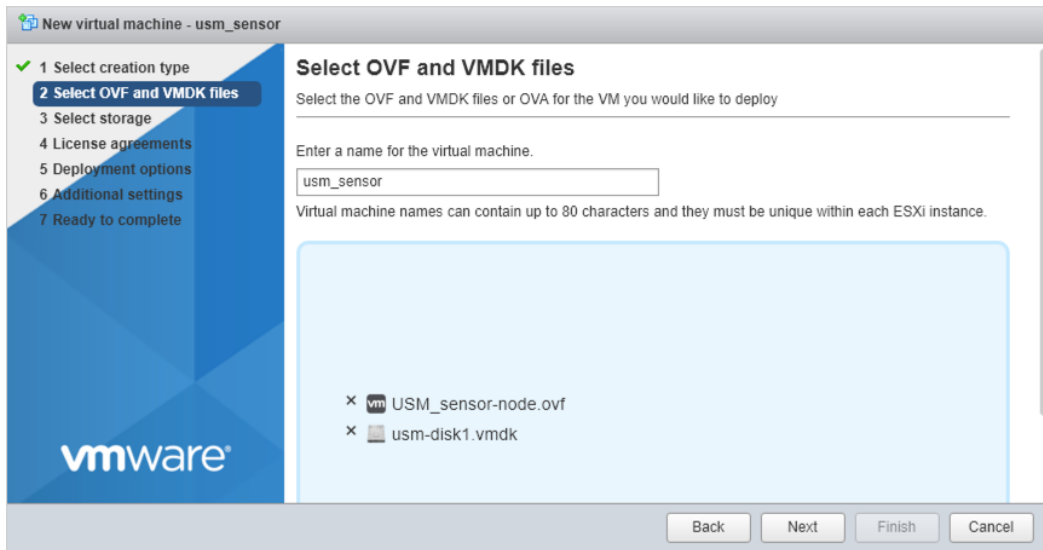 New virtual machine - usm_sensor
1 Select creation type
2 Select OVF and VMDK files
3 Select storage
4 License agreements
5 Deployment options
6 Additional settings
7 Ready to complete
vmware®
Select OVF and VMDK files
Select the OVF and VMDK files or OVA for the VM you would like to deploy
Enter a name for the virtual machine.
usm_sensor
Virtual machine names can contain up to 80 characters and they must be unique within each ESXi instance.
× vm USM_sensor-node.ovf
× usm-disk1.vmdk
Back Next Finish Cancel